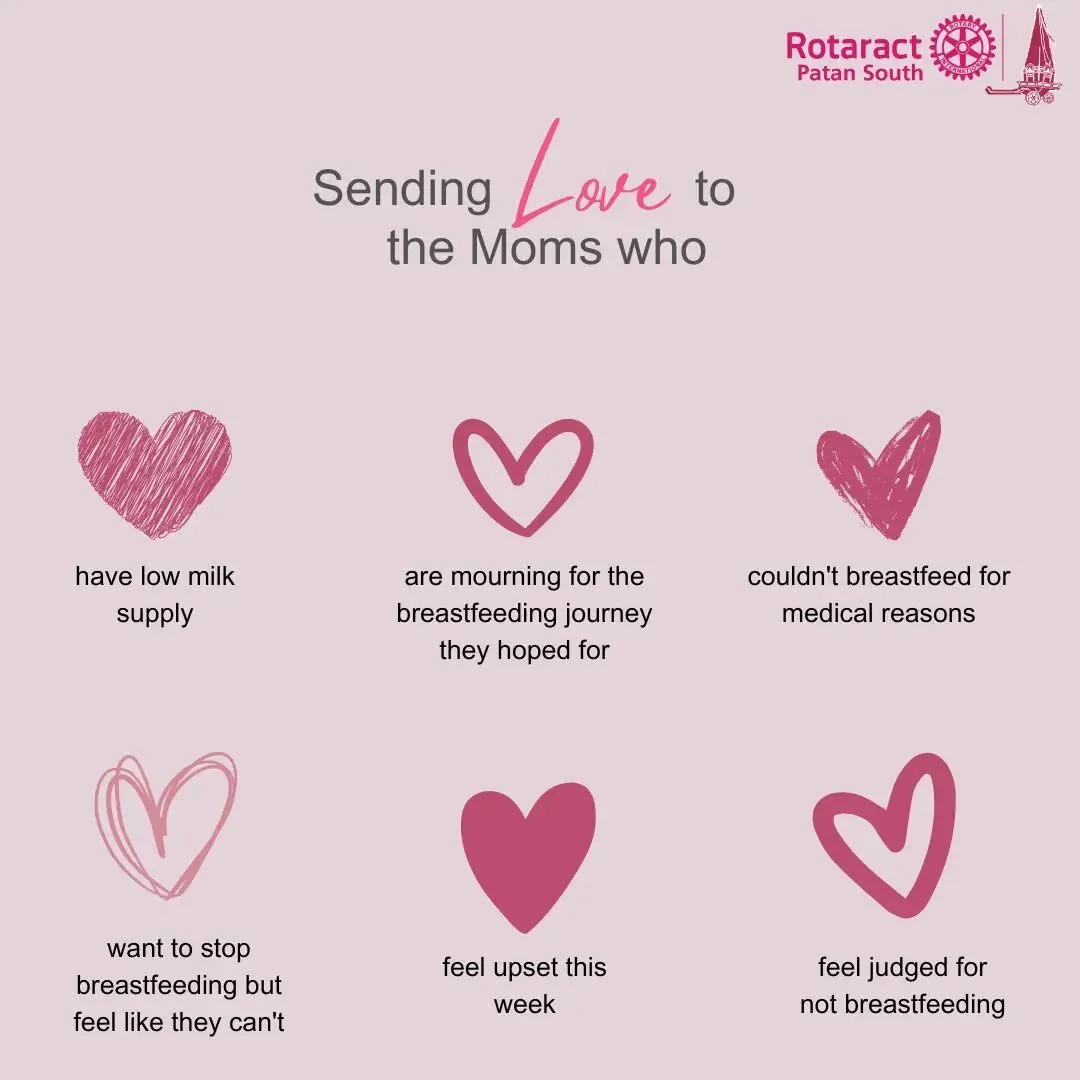 Rotaract
Patan South
ROTARY
INTERNATIONAL
Sending Love to
the Moms who
have low milk
supply
are mourning for the
breastfeeding journey
they hoped for
couldn't breastfeed for
medical reasons
want to stop
breastfeeding but
feel like they can't
feel upset this
week
feel judged for
not breastfeeding